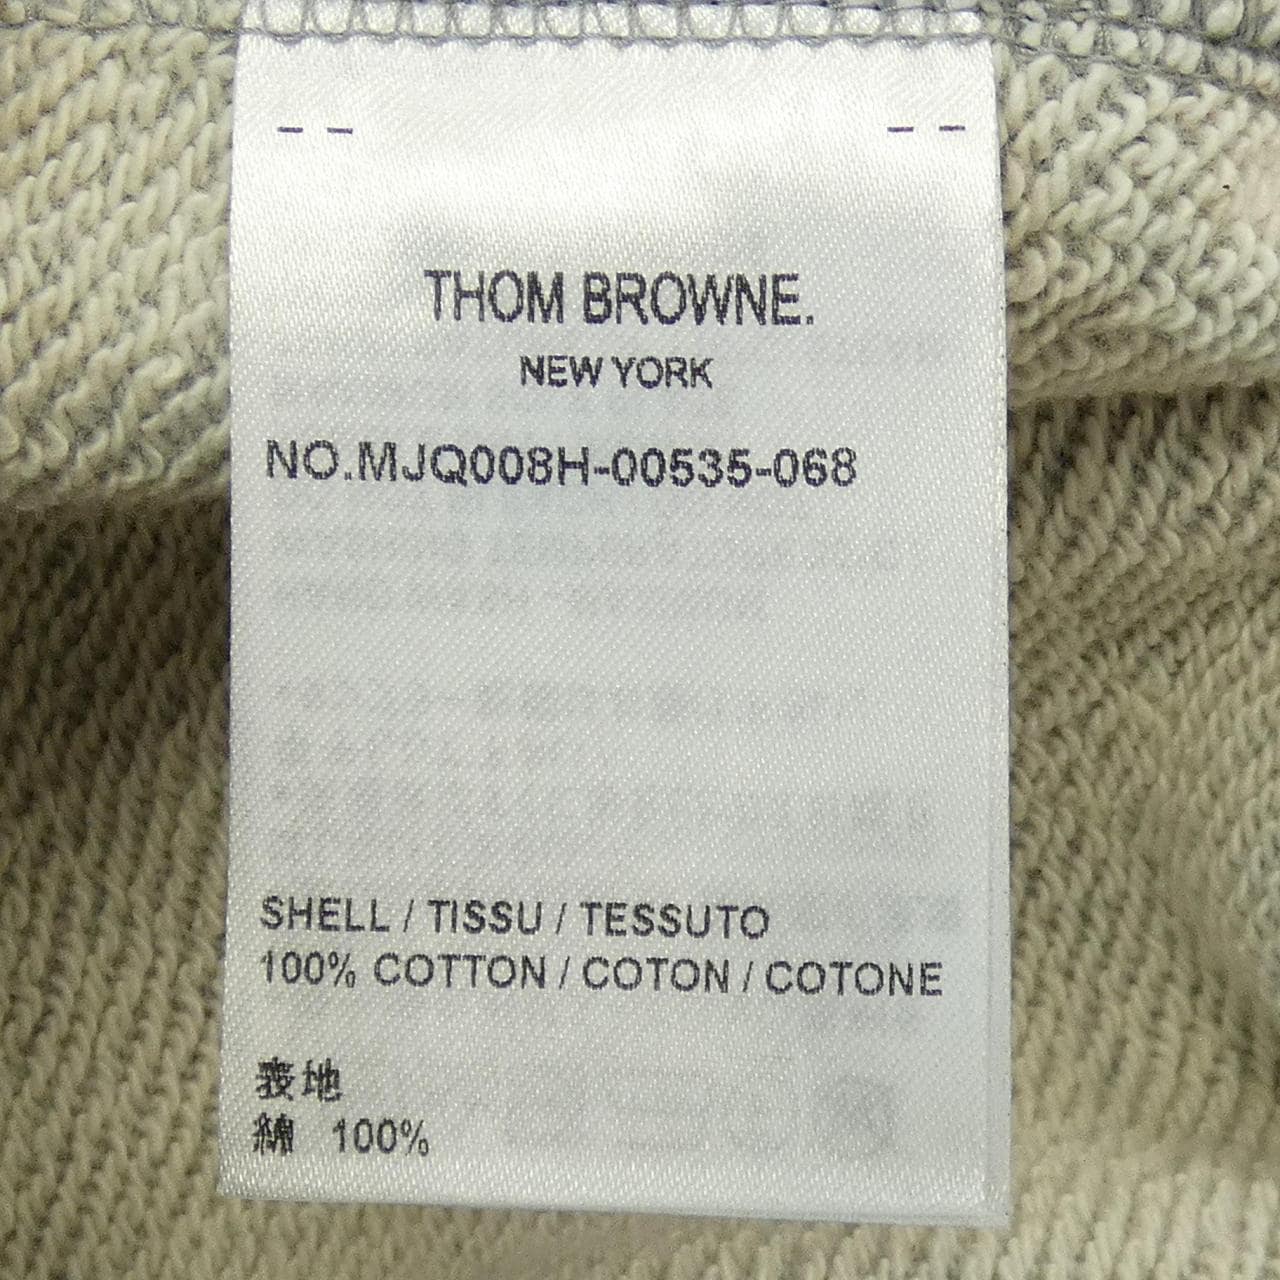 THOM BROWNE.
NEW YORK
NO.MJQ008H-00535-068
SHELL / TISSU / TESSUTO
100% COTTON / COTON / COTONE
表地
綿 100%